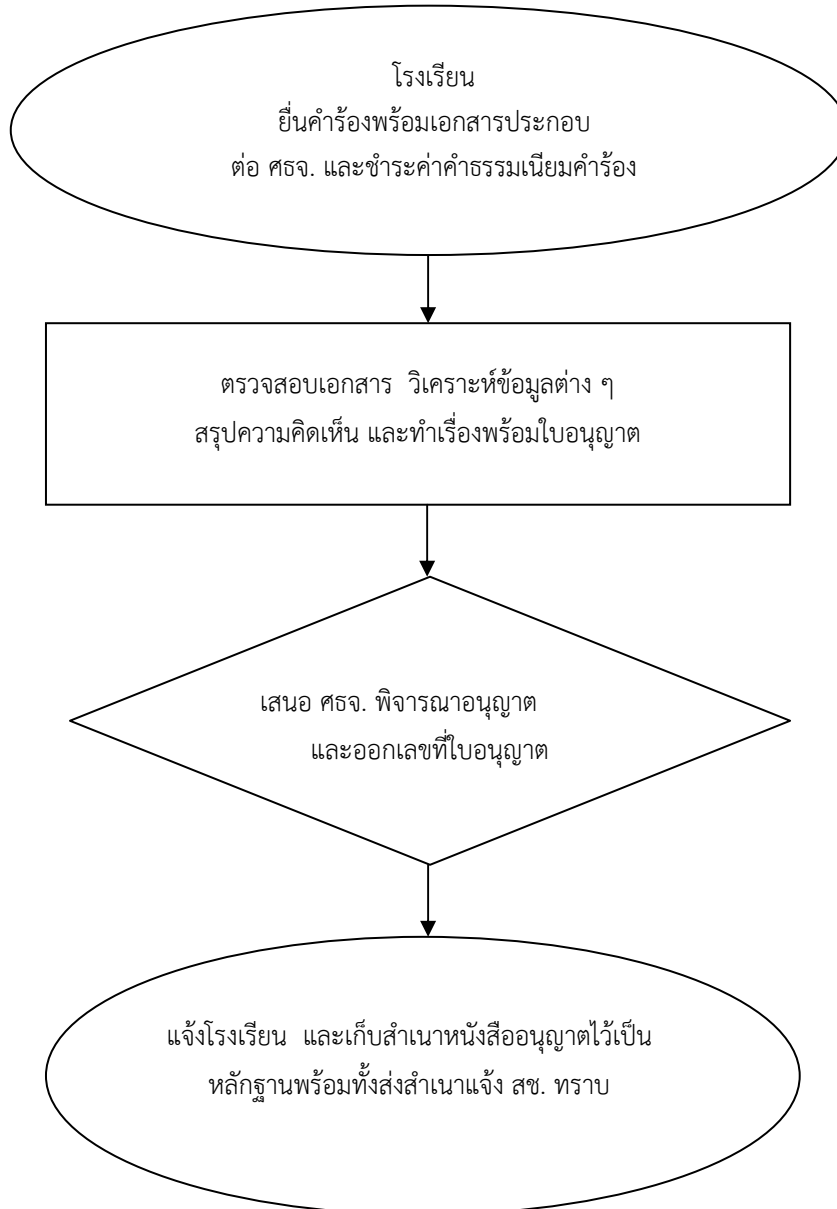 โรงเรียน
ยื่นคำร้องพร้อมเอกสารประกอบ
ต่อ ศธจ. และชำระค่าคำธรรมเนียมคำร้อง
ตรวจสอบเอกสาร วิเคราะห์ข้อมูลต่าง ๆ
สรุปความคิดเห็น และทำเรื่องพร้อมใบอนุญาต
เสนอ ศธจ. พิจารณาอนุญาต
และออกเลขที่ใบอนุญาต
แจ้งโรงเรียน และเก็บสำเนาหนังสืออนุญาตไว้เป็น
หลักฐานพร้อมทั้งส่งสำเนาแจ้ง สช. ทราบ